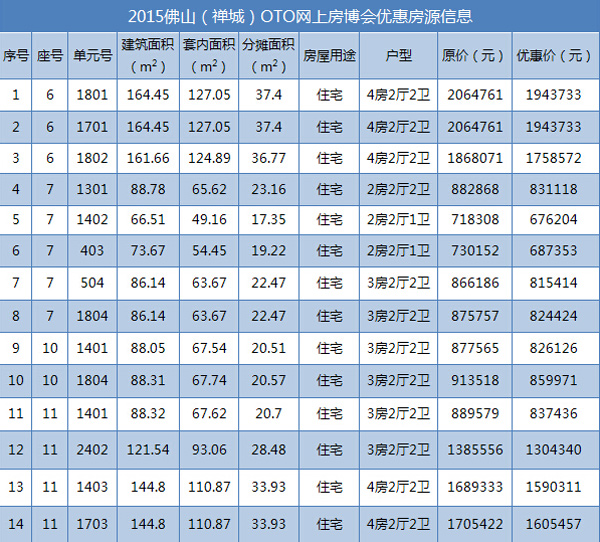 2015佛山（禅城）OTO网上房博会优惠房源信息
序号 座号 单元号 建筑面积（m²） 套内面积（m²） 分摊面积（m²） 房屋用途 户型 原价（元） 优惠价（元）
1 6 1801 164.45 127.05 37.4 住宅 4房2厅2卫 2064761 1943733
2 6 1701 164.45 127.05 37.4 住宅 4房2厅2卫 2064761 1943733
3 6 1802 161.66 124.89 36.77 住宅 4房2厅2卫 1868071 1758572
4 7 1301 88.78 65.62 23.16 住宅 2房2厅2卫 882868 831118
5 7 1402 66.51 49.16 17.35 住宅 2房2厅1卫 718308 676204
6 7 403 73.67 54.45 19.22 住宅 2房2厅1卫 730152 687353
7 7 504 86.14 63.67 22.47 住宅 3房2厅2卫 866186 815414
8 7 1804 86.14 63.67 22.47 住宅 3房2厅2卫 875757 824424
9 10 1401 88.05 67.54 20.51 住宅 3房2厅2卫 877565 826126
10 10 1804 88.31 67.74 20.57 住宅 3房2厅2卫 913518 859971
11 11 1401 88.32 67.62 20.7 住宅 3房2厅2卫 889579 837436
12 11 2402 121.54 93.06 28.48 住宅 3房2厅2卫 1385556 1304340
13 11 1403 144.8 110.87 33.93 住宅 4房2厅2卫 1689333 1590311
14 11 1703 144.8 110.87 33.93 住宅 4房2厅2卫 1705422 1605457